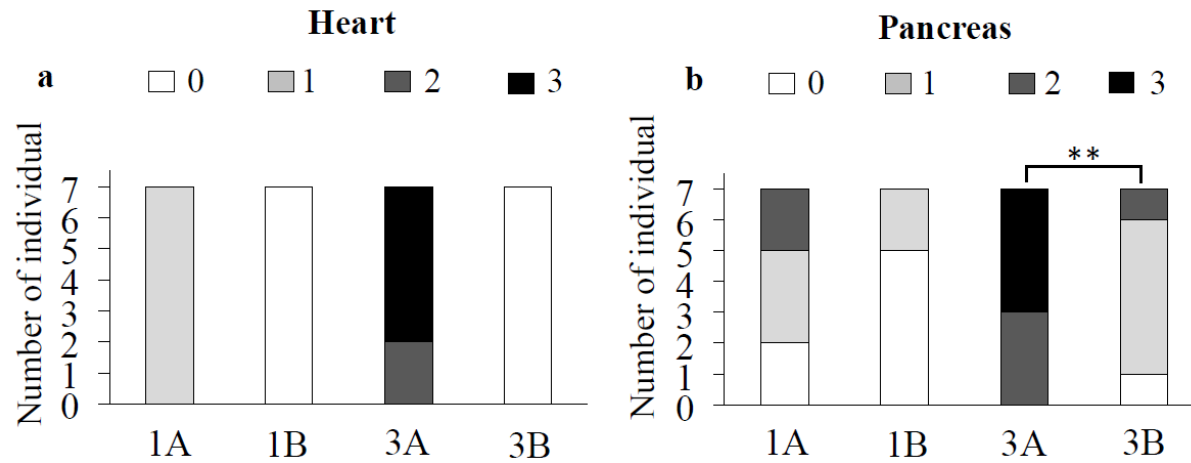 Heart
a 0 1 2 3
Number of individual
7
6
5
4
3
2
1
0
1A 1B 3A 3B
Pancreas
b 0 1 2 3
**
Number of individual
7
6
5
4
3
2
1
0
1A 1B 3A 3B